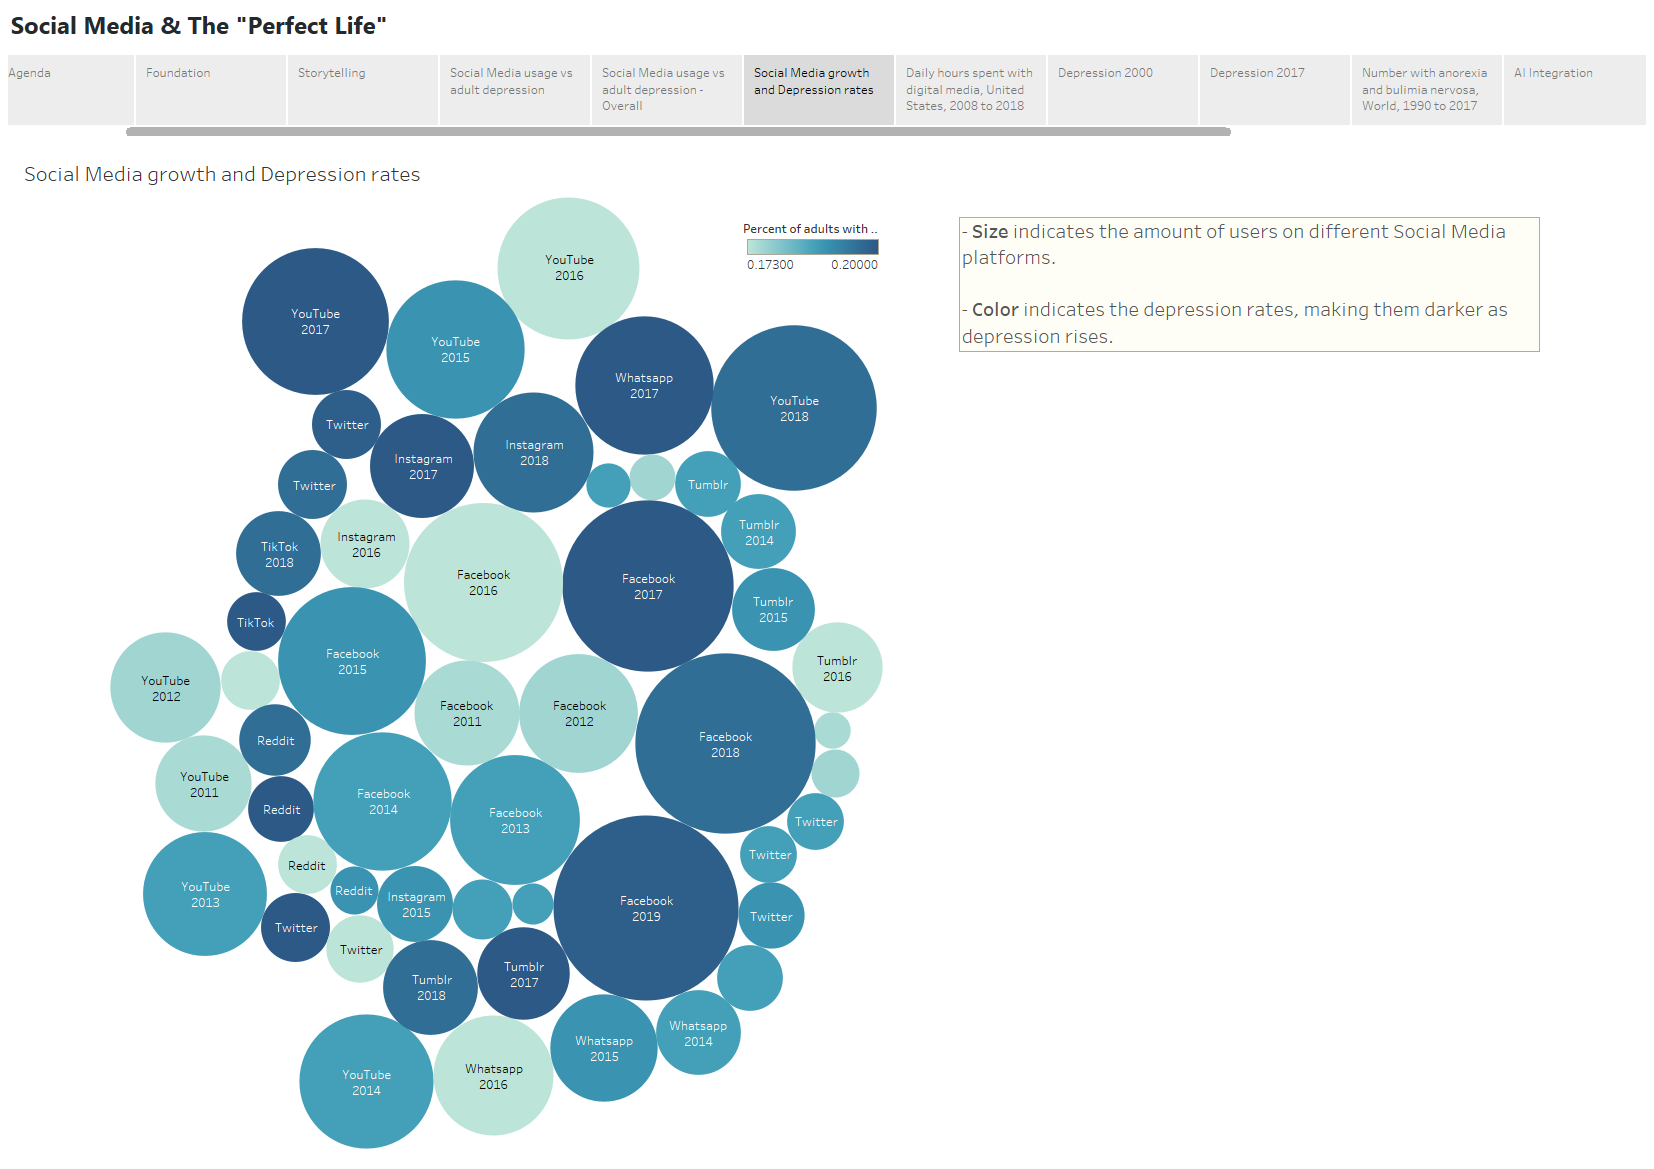 Social Media & The "Perfect Life"
Agenda
Foundation
Storytelling
Social Media usage vs
adult depression
Social Media usage vs
adult depression -
Overall
Social Media growth
and Depression rates
Daily hours spent with
digital media, United
States, 2008 to 2018
Depression 2000
Depression 2017
Number with anorexia
and bulimia nervosa,
World, 1990 to 2017
AI Integration
Social Media growth and Depression rates
Percent of adults with ..
0.17300 0.20000
- Size indicates the amount of users on different Social Media
platforms.
- Color indicates the depression rates, making them darker as
depression rises.
YouTube
2016
YouTube
2017
YouTube
2015
Whatsapp
2017
YouTube
2018
Twitter
Instagram
2017
Instagram
2018
Twitter
Tumblr
Tumblr
2014
TikTok
2018
Instagram
2016
Facebook
2016
Facebook
2017
Tumblr
2015
TikTok
Facebook
2015
Tumblr
2016
YouTube
2012
Facebook
2011
Facebook
2012
Facebook
2018
Reddit
YouTube
2011
Reddit
Facebook
2014
Facebook
2013
Twitter
Twitter
Reddit
YouTube
2013
Reddit
Instagram
2015
Facebook
2019
Twitter
Twitter
Twitter
Tumblr
2018
Tumblr
2017
Whatsapp
2014
Whatsapp
2015
YouTube
2014
Whatsapp
2016